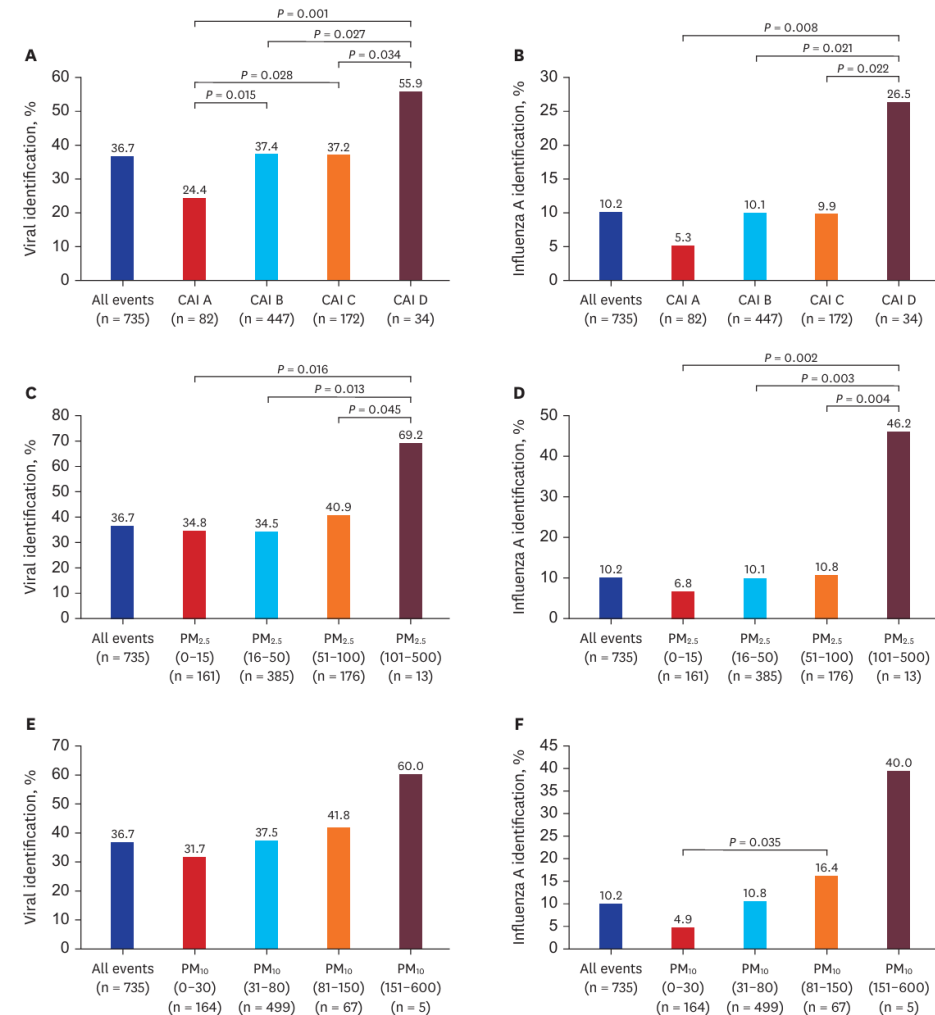 A
Viral identification, %
P = 0.001
P = 0.027
P = 0.034
P = 0.028
P = 0.015
60
50
40
30
20
10
0
36.7
24.4
37.4
37.2
55.9
All events CAI A CAI B CAI C CAI D
(n = 735) (n = 82) (n = 447) (n = 172) (n = 34)
B
Influenza A identification, %
P = 0.008
P = 0.021
P = 0.022
30
25
20
15
10
5
0
10.2
5.3
10.1
9.9
26.5
All events CAI A CAI B CAI C CAI D
(n = 735) (n = 82) (n = 447) (n = 172) (n = 34)
C
Viral identification, %
P = 0.016
P = 0.013
P = 0.045
80
70
60
50
40
30
20
10
0
36.7
34.8
34.5
40.9
69.2
All events PM2.5 PM2.5 PM2.5 PM2.5
(n = 735) (0–15) (16–50) (51–100) (101–500)
(n = 161) (n = 385) (n = 176) (n = 13)
D
Influenza A identification, %
P = 0.002
P = 0.003
P = 0.004
50
40
30
20
10
0
10.2
6.8
10.1
10.8
46.2
All events PM2.5 PM2.5 PM2.5 PM2.5
(n = 735) (0–15) (16–50) (51–100) (101–500)
(n = 161) (n = 385) (n = 176) (n = 13)
E
Viral identification, %
70
60
50
40
30
20
10
0
36.7
31.7
37.5
41.8
60.0
All events PM10 PM10 PM10 PM10
(n = 735) (0–30) (31–80) (81–150) (151–600)
(n = 164) (n = 499) (n = 67) (n = 5)
F
Influenza A identification, %
P = 0.035
45
40
35
30
25
20
15
10
5
0
10.2
4.9
10.8
16.4
40.0
All events PM10 PM10 PM10 PM10
(n = 735) (0–30) (31–80) (81–150) (151–600)
(n = 164) (n = 499) (n = 67) (n = 5)